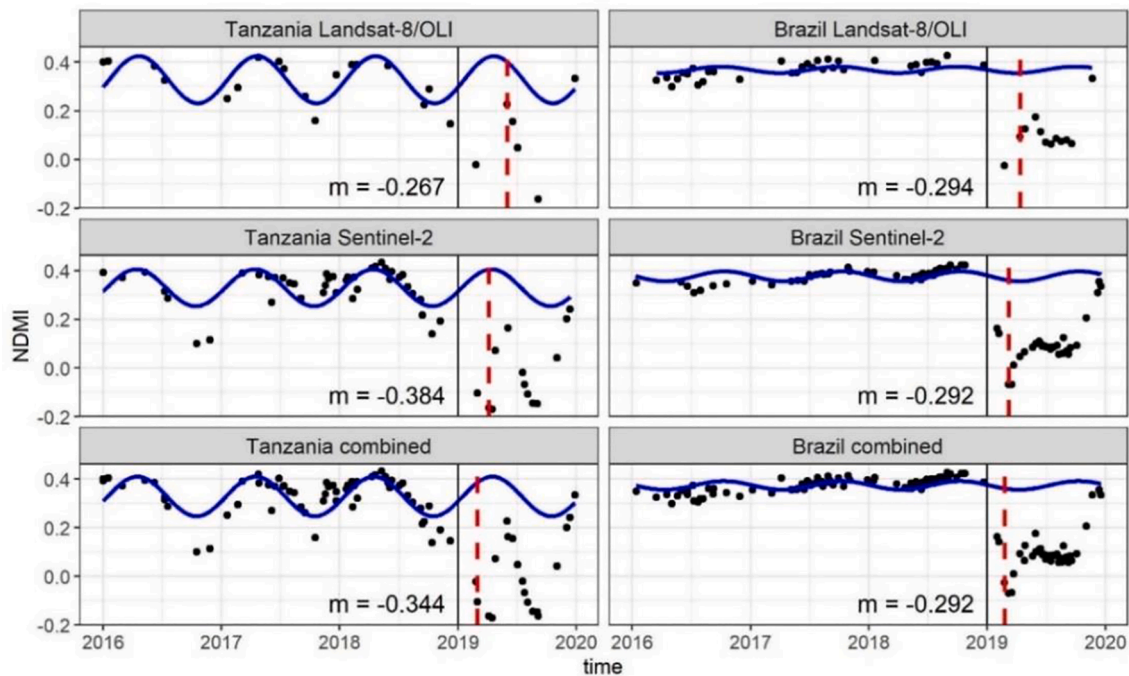 Tanzania Landsat-8/OLI
Brazil Landsat-8/OLI
0.4
0.2
0.0
-0.2
m = -0.267
m = -0.294
Tanzania Sentinel-2
Brazil Sentinel-2
0.4
0.2
0.0
-0.2
m = -0.384
m = -0.292
NDMI
Tanzania combined
Brazil combined
0.4
0.2
0.0
-0.2
m = -0.344
m = -0.292
2016 2017 2018 2019 2020 2016 2017 2018 2019 2020
time